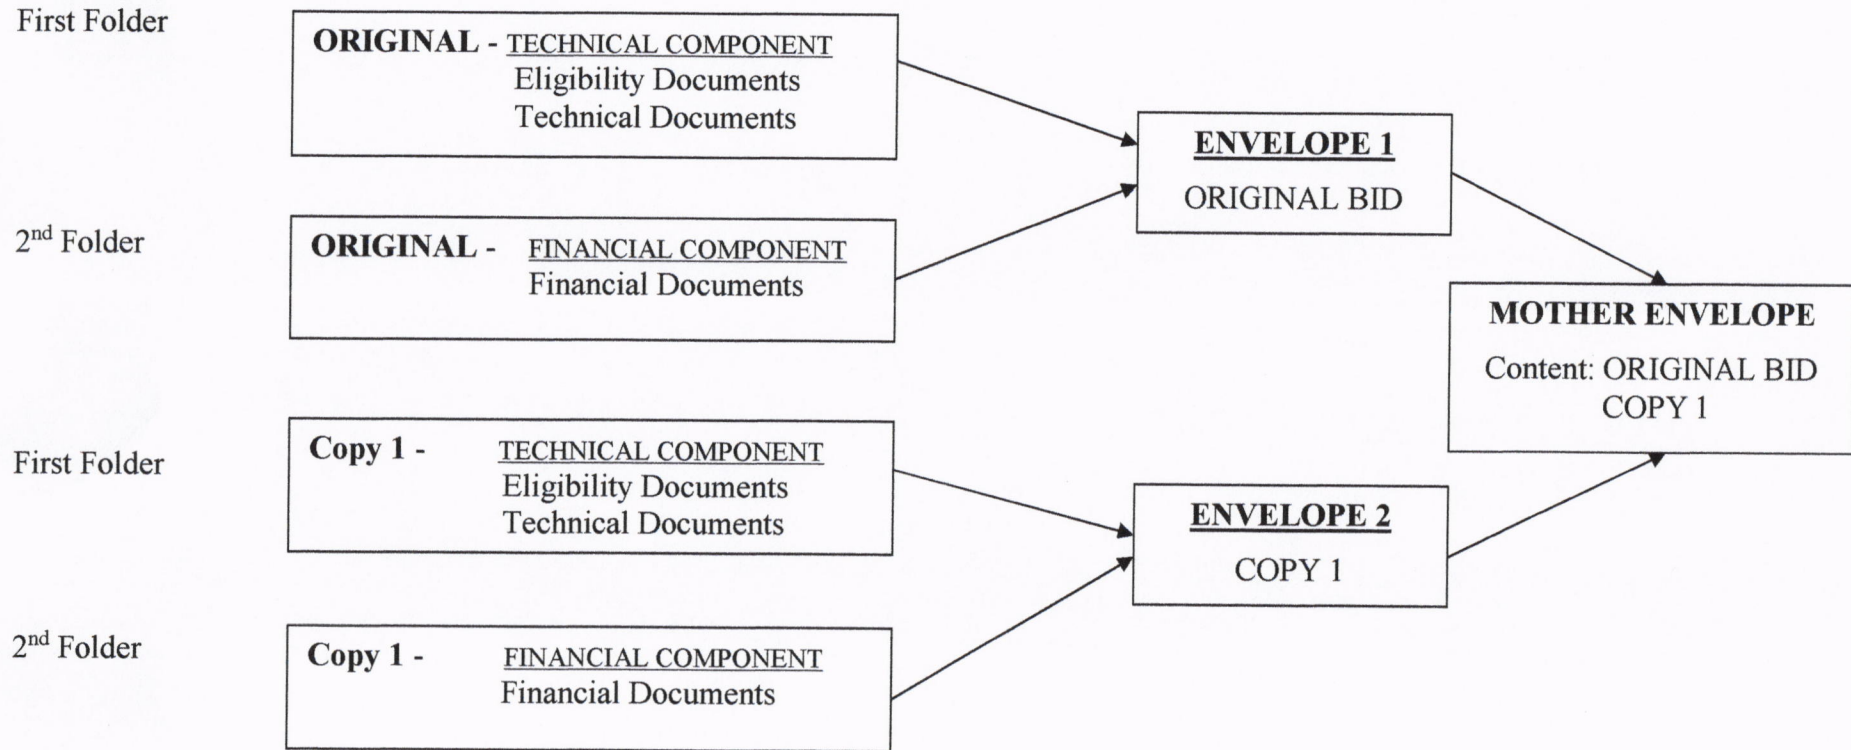 First Folder
ORIGINAL - TECHNICAL COMPONENT
Eligibility Documents
Technical Documents
ENVELOPE 1
ORIGINAL BID
2nd Folder
ORIGINAL - FINANCIAL COMPONENT
Financial Documents
MOTHER ENVELOPE
Content: ORIGINAL BID
COPY 1
First Folder
Copy 1 - TECHNICAL COMPONENT
Eligibility Documents
Technical Documents
ENVELOPE 2
COPY 1
2nd Folder
Copy 1 - FINANCIAL COMPONENT
Financial Documents